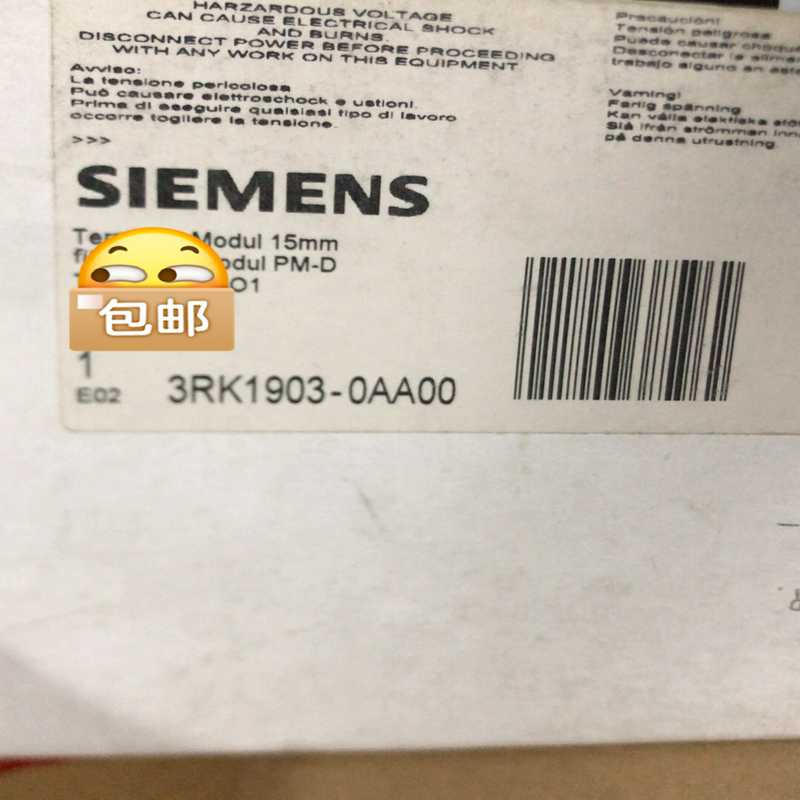 HARZARDOUS VOLTAGE
CAN CAUSE ELECTRICAL SHOCK
AND BURNS.
DISCONNECT POWER BEFORE PROCEEDING
WITH ANY WORK ON THIS EQUIPMENT
Avviso:
La tensione pericolosa
Può causare elettroschock e ustioni.
Prima di eseguire qualsiasi tipo di lavoro
occorre togliere la tensione.
>>>
Precaución!
Tensión peligrosa
Puede causar
Desconectar la
trabajo alguno en
Varning!
Farlig spänning
Kan vålla elektiska
Slå ifrån strömmen
på denna utrustning.
SIEMENS
Modul 15mm
PM-D
O1
包邮
1
E02 3RK1903-0AA00